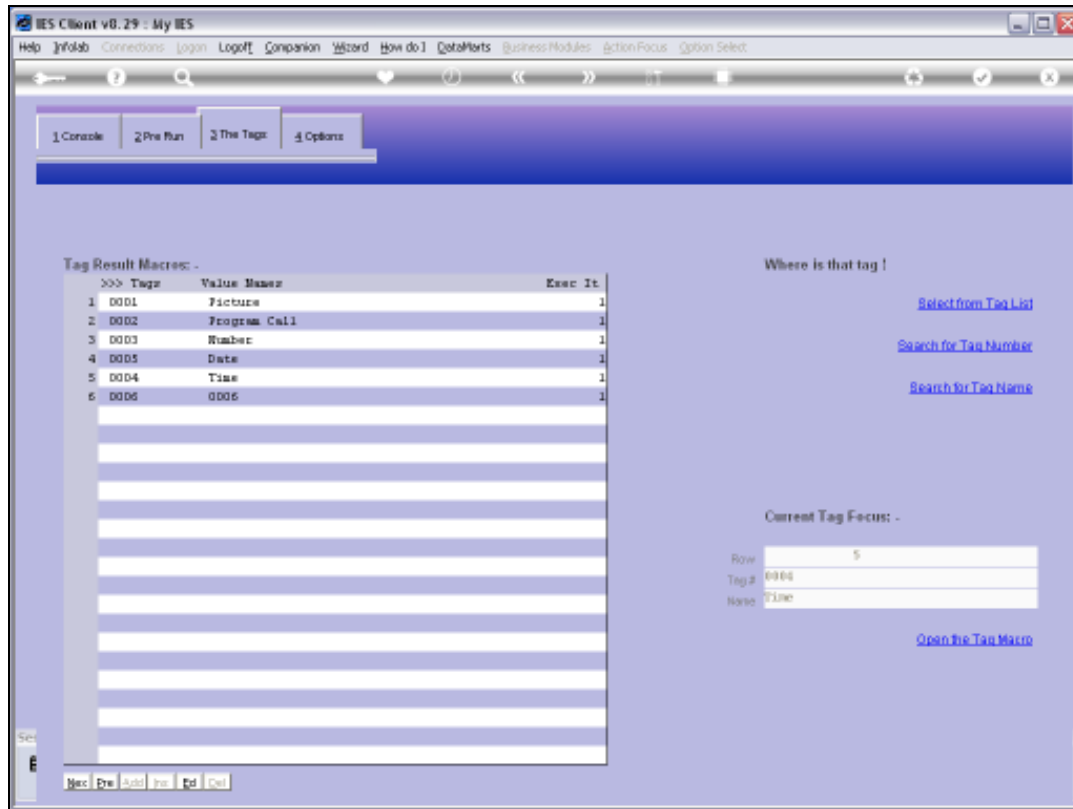 IES Client v8.29 : My IES
Help Infolab Connections Logon Logoff Companion Wizard How do I DataMarts Business Modules Action Focus Option Select
1 Console 2 Pre Run 3 The Tags 4 Options
Tag Result Macros: -
>>> Tags Value Names Exec It
1 0001 Picture 1
2 0002 Program Call 1
3 0003 Number 1
4 0005 Date 1
5 0004 Time 1
6 0006 0006 1
Where is that tag !
Select from Tag List
Search for Tag Number
Search for Tag Name
Current Tag Focus: -
Row 5
Tag # 0004
Name Time
Open the Tag Macro
Nex Pre Add Ins Ed Del